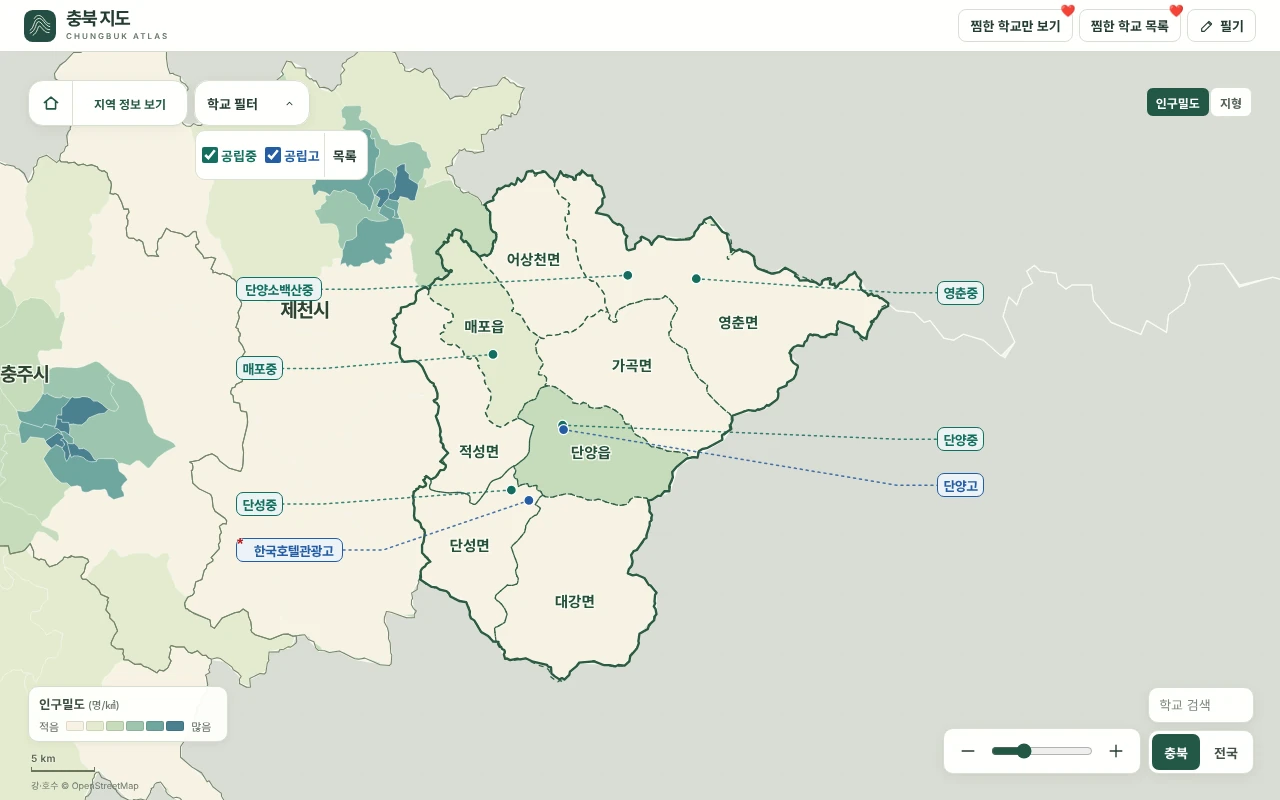 충북 지도
CHUNGBUK ATLAS
찜한 학교만 보기
찜한 학교 목록
필기
지역 정보 보기
학교 필터
인구밀도
지형
공립중
공립고
목록
어상천면
단양소백산중
영춘중
제천시
매포읍
영춘면
매포중
가곡면
충주시
단양중
적성면
단양읍
단양고
단성중
* 한국호텔관광고
단성면
대강면
인구밀도 (명/㎢)
적음
많음
5 km
강·호수 © OpenStreetMap
학교 검색
충북
전국